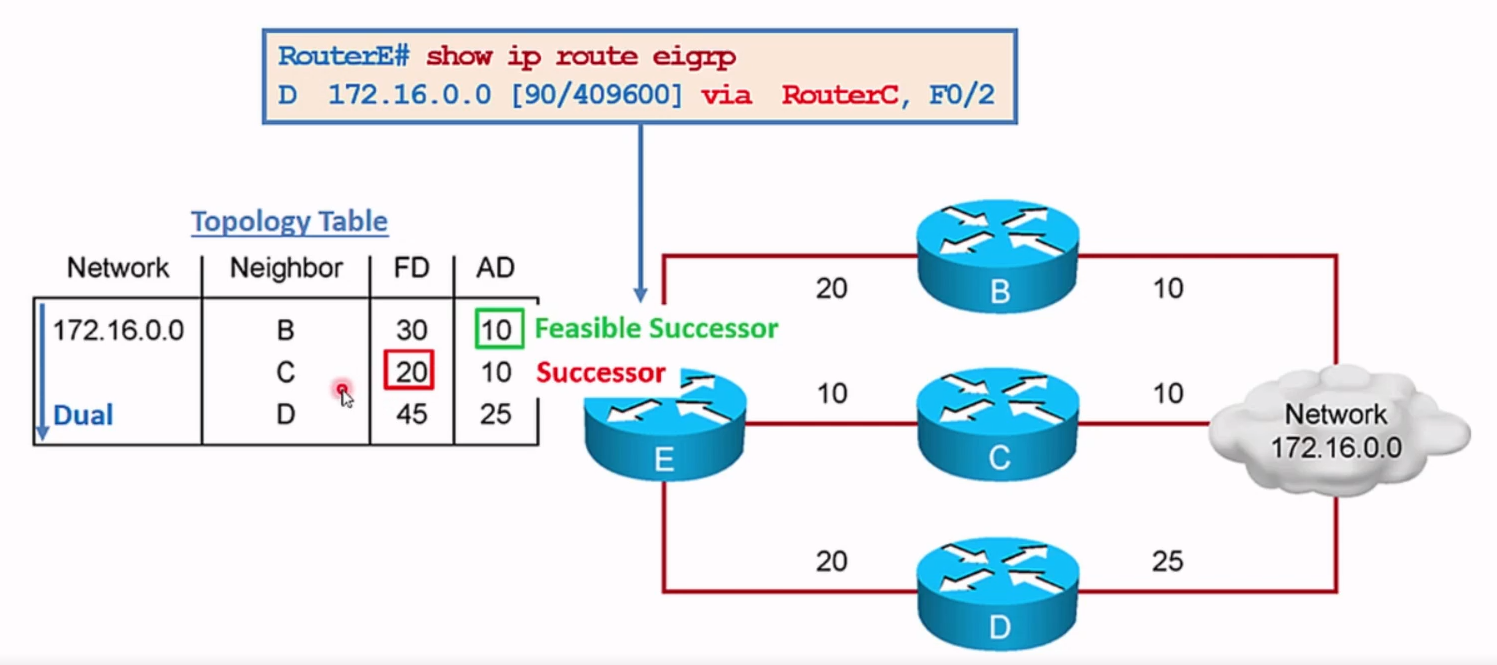 RouterE# show ip route eigrp
D 172.16.0.0 [90/409600] via RouterC, F0/2
Topology Table
Network Neighbor FD AD
172.16.0.0 B 30 10 Feasible Successor
C 20 10 Successor
Dual D 45 25
20 B 10
E 10 C 10
Network
172.16.0.0
20 D 25